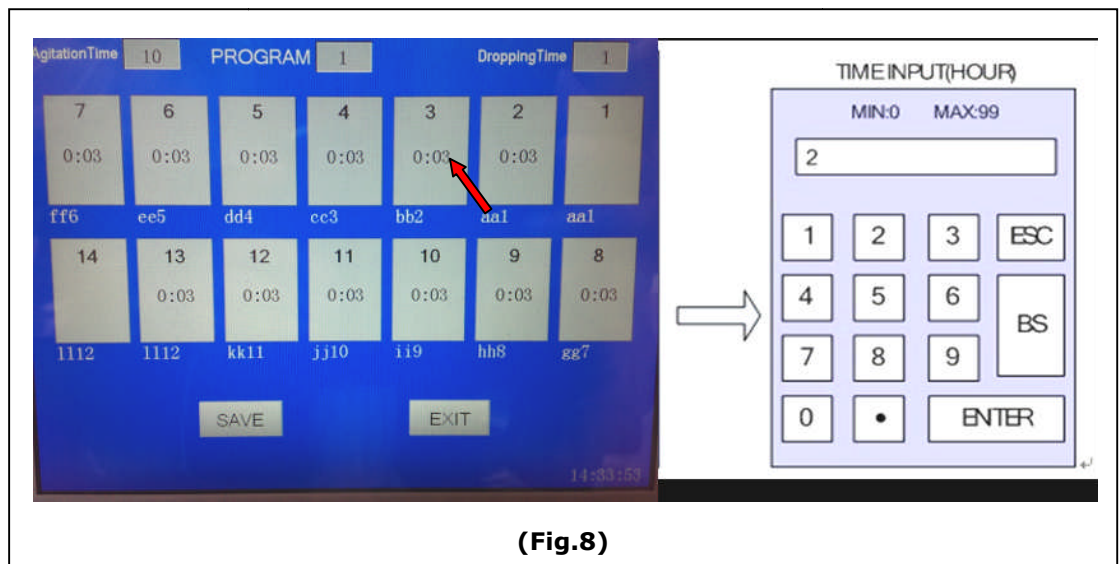 AgitationTime 10 PROGRAM 1 DroppingTime 1
7 6 5 4 3 2 1
0:03 0:03 0:03 0:03 0:03 0:03
ff6 ee5 dd4 cc3 bb2 aa1 aa1
14 13 12 11 10 9 8
0:03 0:03 0:03 0:03 0:03 0:03
1112 1112 kk11 jj10 ii9 hh8 gg7
SAVE EXIT
14:33:53
TIME INPUT(HOUR)
MIN:0 MAX:99
2
1 2 3 ESC
4 5 6 BS
7 8 9
0 • ENTER
(Fig.8)